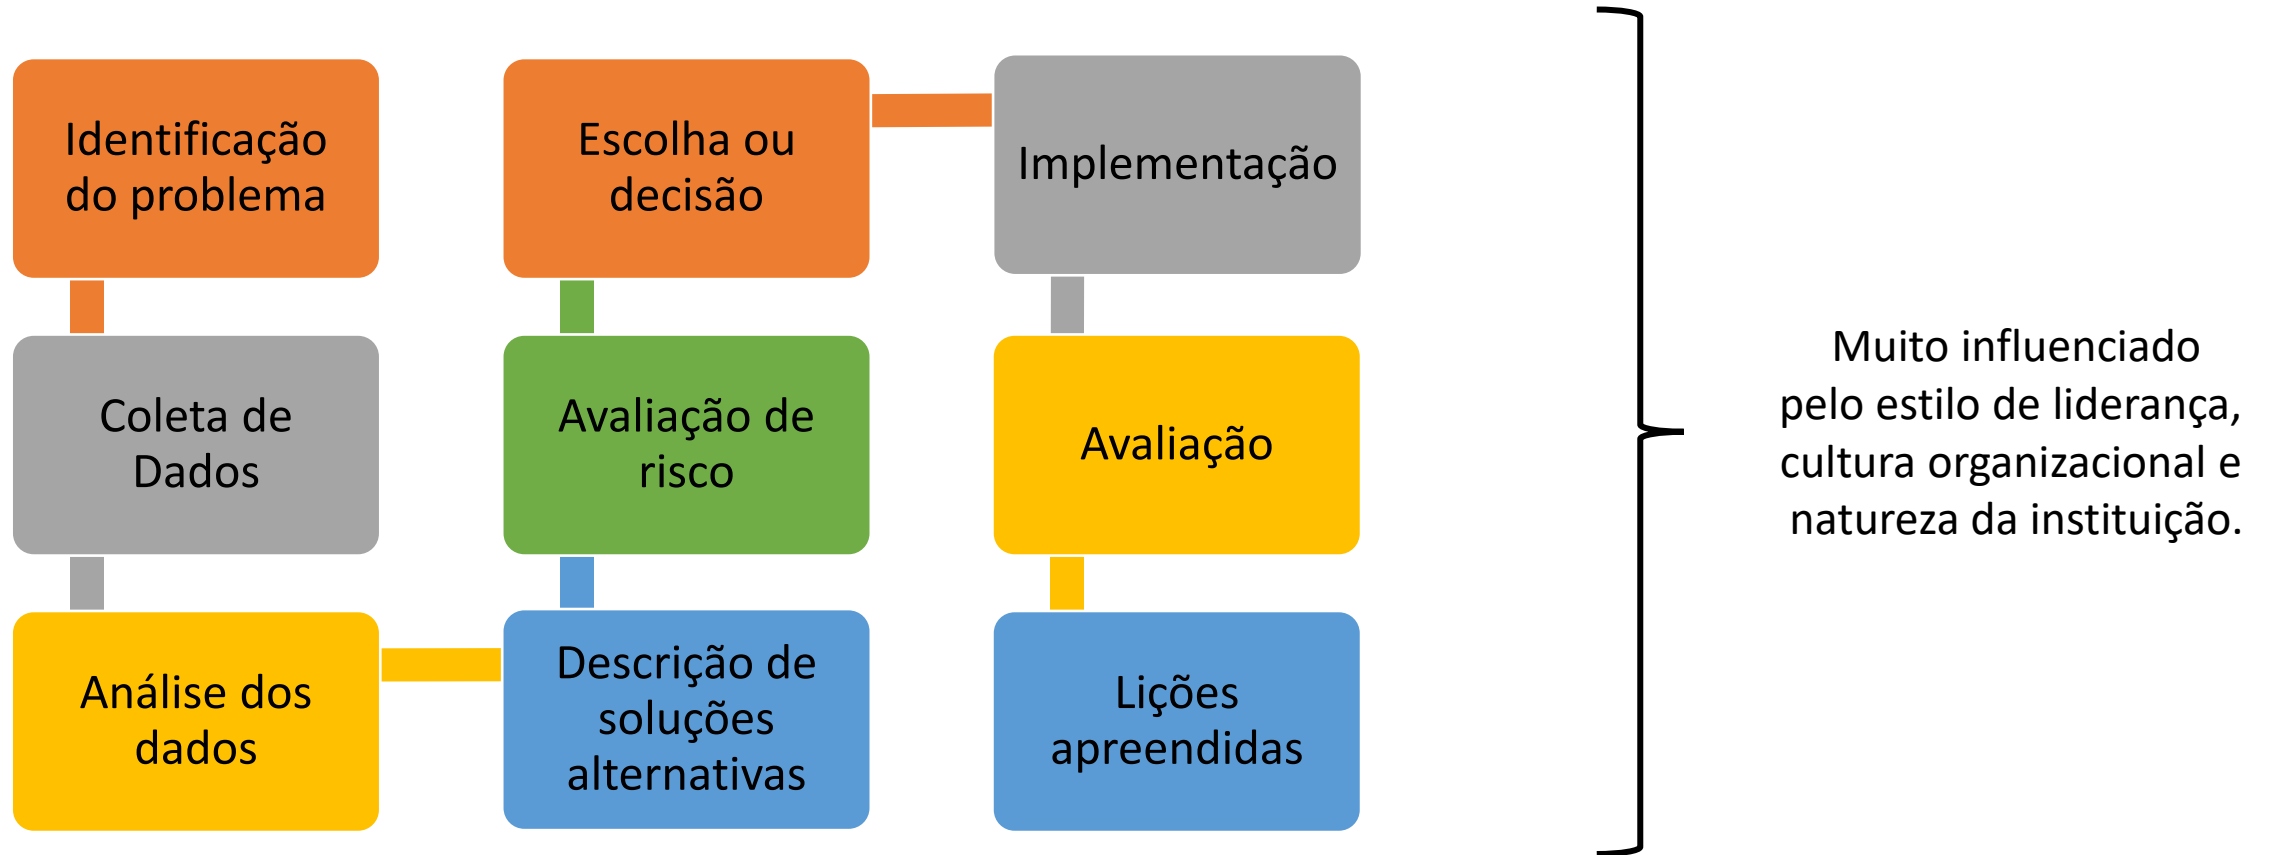 Identificação
do problema
Coleta de
Dados
Análise dos
dados
Descrição de
soluções
alternativas
Avaliação de
risco
Escolha ou
decisão
Implementação
Avaliação
Lições
apreendidas
Muito influenciado
pelo estilo de liderança,
cultura organizacional e
natureza da instituição.